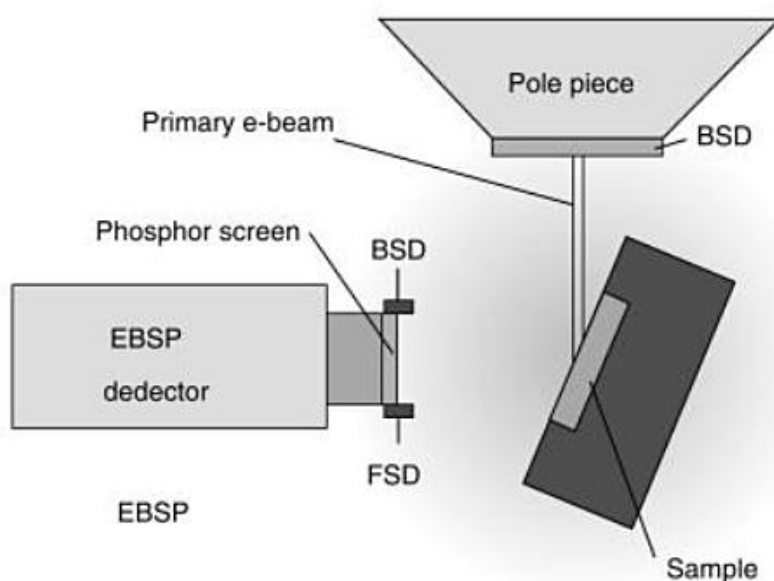 Pole piece
Primary e-beam
BSD
Phosphor screen
BSD
EBSP
dedector
FSD
EBSP
Sample